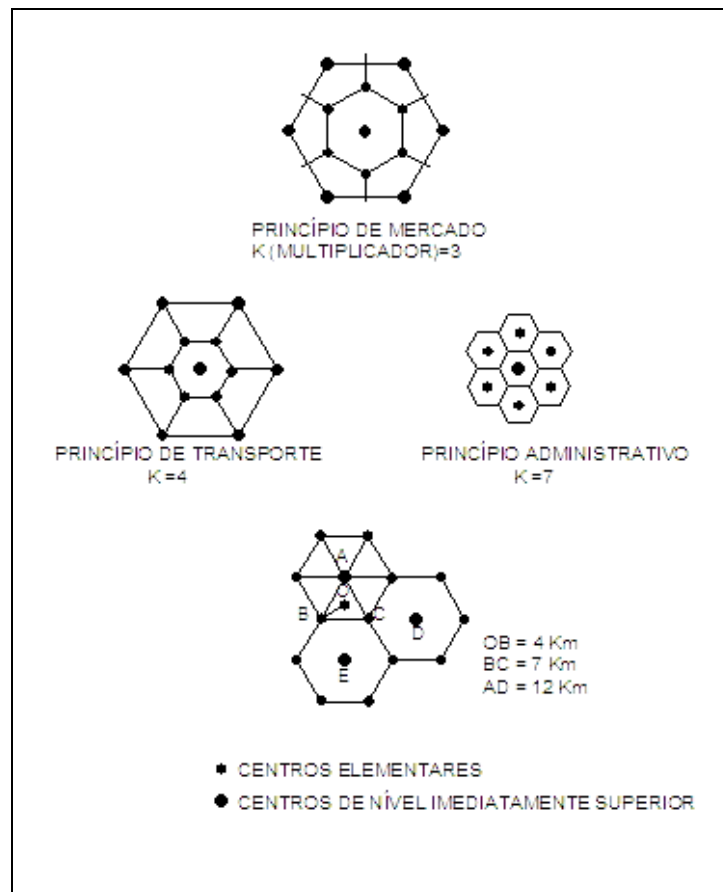 PRINCÍPIO DE MERCADO
K (MULTIPLICADOR)=3
PRINCÍPIO DE TRANSPORTE
K =4
PRINCÍPIO ADMINISTRATIVO
K=7
A
O
B
C
D
E
OB = 4 Km
BC = 7 Km
AD = 12 Km
CENTROS ELEMENTARES
CENTROS DE NÍVEL IMEDIATAMENTE SUPERIOR